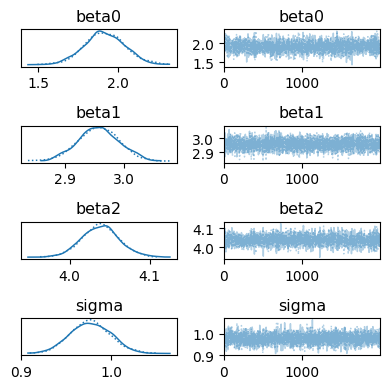 beta0 beta0
2.0
1.5
1.5 2.0 0 1000
beta1 beta1
3.0
2.9
2.9 3.0 0 1000
beta2 beta2
4.1
4.0
4.0 4.1 0 1000
sigma sigma
1.0
0.9
0.9 1.0 0 1000